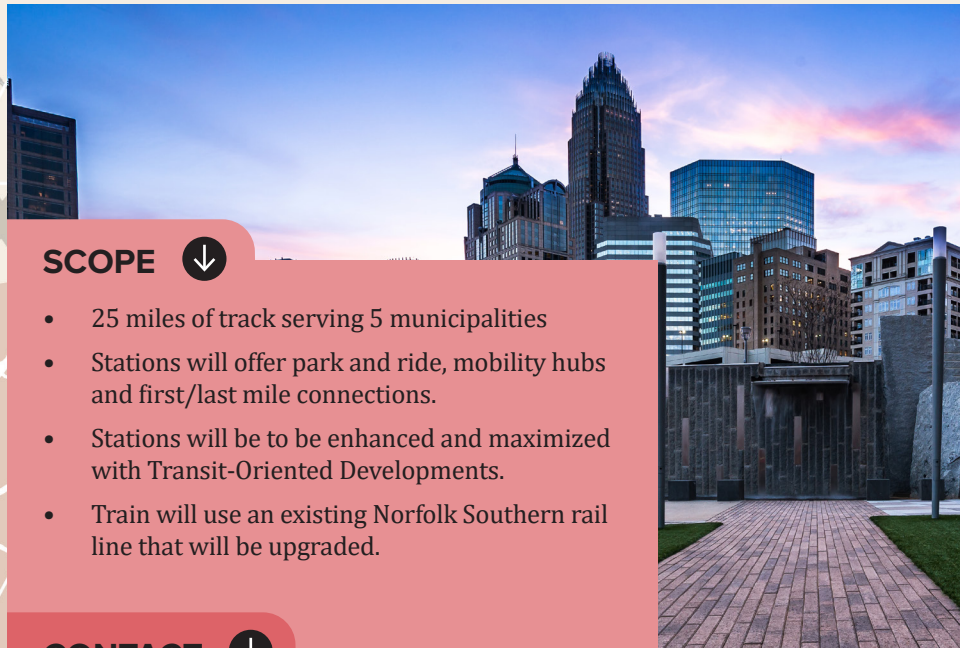 SCOPE
• 25 miles of track serving 5 municipalities
• Stations will offer park and ride, mobility hubs
and first/last mile connections.
• Stations will be to be enhanced and maximized
with Transit-Oriented Developments.
• Train will use an existing Norfolk Southern rail
line that will be upgraded.
CONTACT